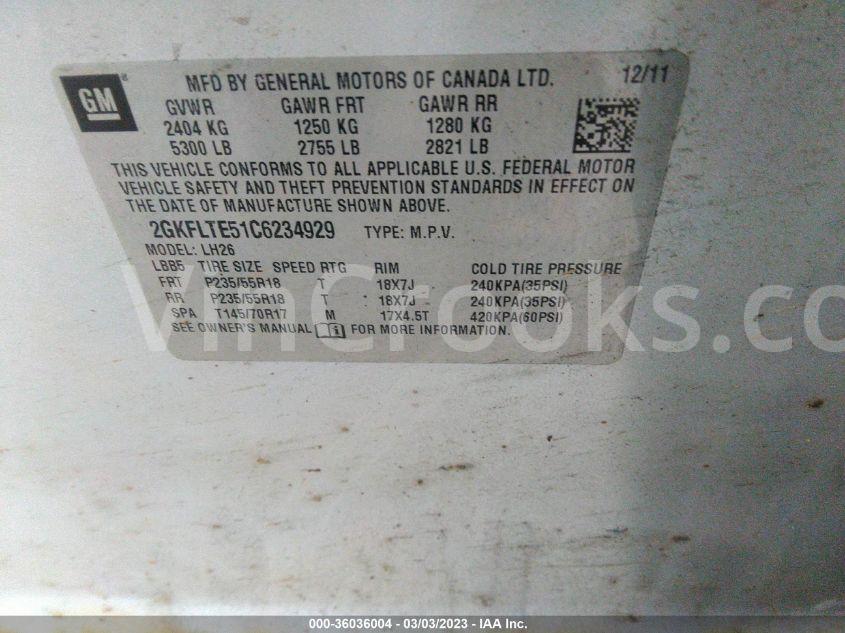 GM
MFD BY GENERAL MOTORS OF CANADA LTD. 12/11
GVWR GAWR FRT GAWR RR
2404 KG 1250 KG 1280 KG
5300 LB 2755 LB 2821 LB
THIS VEHICLE CONFORMS TO ALL APPLICABLE U.S. FEDERAL MOTOR
VEHICLE SAFETY AND THEFT PREVENTION STANDARDS IN EFFECT ON
THE DATE OF MANUFACTURE SHOWN ABOVE.
2GKFLTE51C6234929 TYPE: M.P.V.
MODEL: LH26
LBB5 TIRE SIZE SPEED RTG RIM COLD TIRE PRESSURE
FRT P235/55R18 T 18X7J 240KPA(35PSI)
RR P235/55R18 T 18X7J 240KPA(35PSI)
SPA T145/70R17 M 17X4.5T 420KPA(60PSI)
SEE OWNER'S MANUAL FOR MORE INFORMATION.
VinCrooks.com
000-36036004 — 03/03/2023 — IAA Inc.